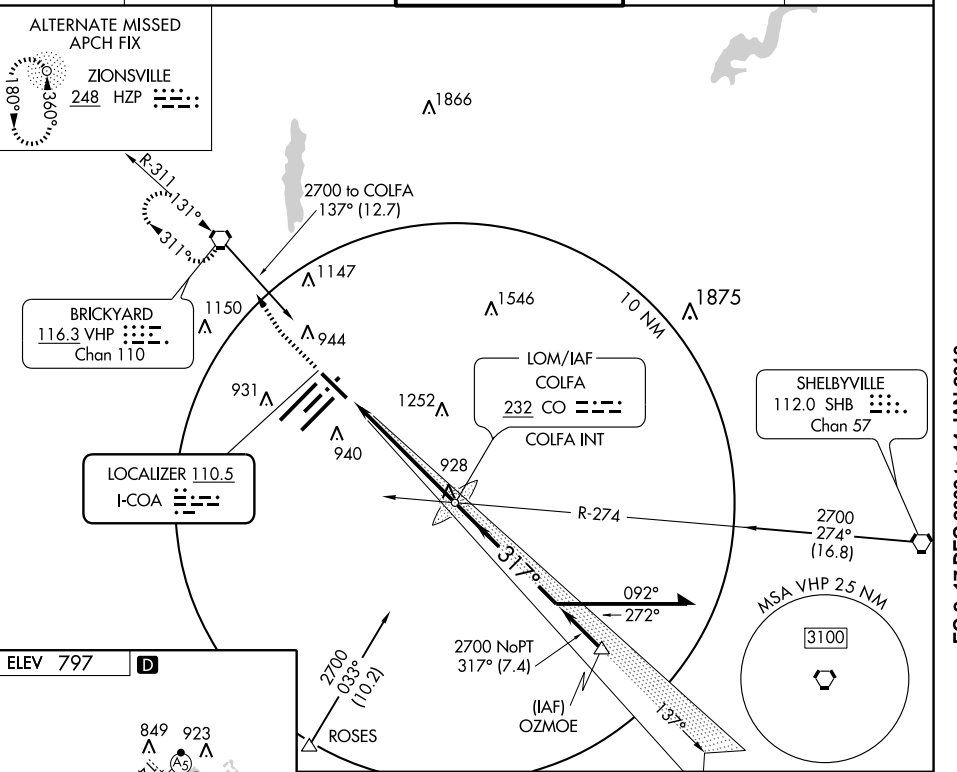 ALTERNATE MISSED
APCH FIX
ZIONSVILLE
248 HZP
180°
360°
1866
R-311
131°
311°
2700 to COLFA
137° (12.7)
1147
1150
1546
10 NM
1875
BRICKYARD
116.3 VHP
Chan 110
944
LOM/IAF
COLFA
232 CO
COLFA INT
SHELBYVILLE
112.0 SHB
Chan 57
931
1252
940
928
LOCALIZER 110.5
I-COA
R-274
2700
274°
(16.8)
317°
092°
272°
MSA VHP 25 NM
3100
2700 NoPT
317° (7.4)
(IAF)
OZMOE
137°
2700
033°
(10.2)
ROSES
ELEV 797
D
849
923
A5